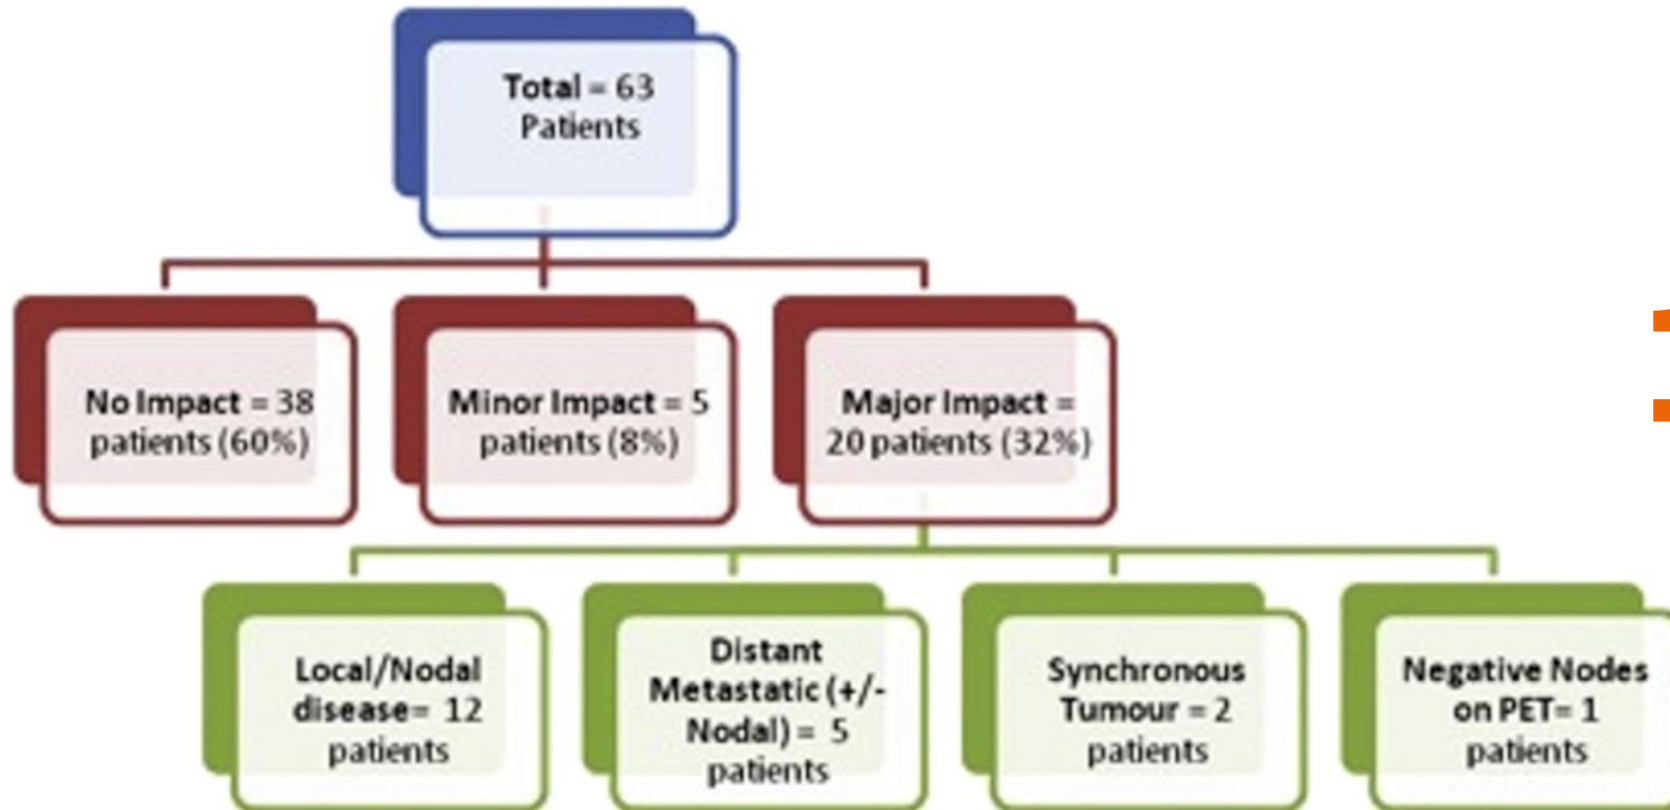 Total = 63
Patients
No Impact = 38
patients (60%)
Minor Impact = 5
patients (8%)
Major Impact =
20 patients (32%)
Local/Nodal
disease= 12
patients
Distant
Metastatic (+/-
Nodal) = 5
patients
Synchronous
Tumour = 2
patients
Negative Nodes
on PET= 1
patients